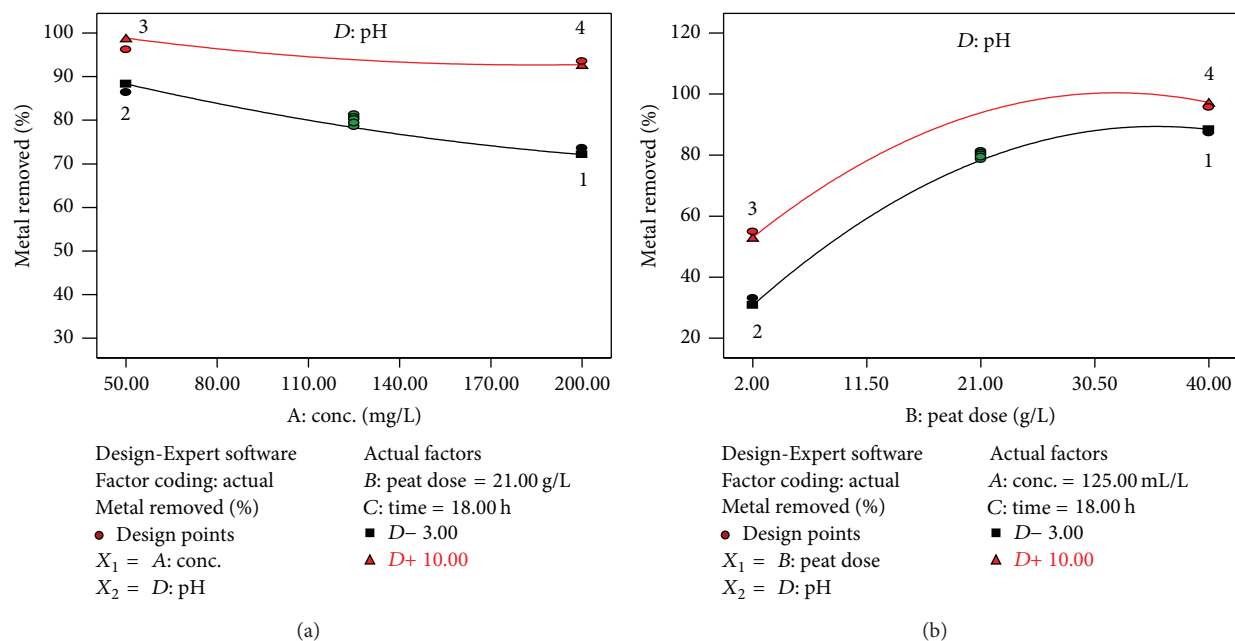 D: pH
100
90
80
70
60
50
40
30
Metal removed (%)
3
4
2
1
50.00 80.00 110.00 140.00 170.00 200.00
A: conc. (mg/L)
Design-Expert software
Factor coding: actual
Metal removed (%)
Design points
X1 = A: conc.
X2 = D: pH
Actual factors
B: peat dose = 21.00 g/L
C: time = 18.00 h
D− 3.00
D+ 10.00
(a)
D: pH
120
100
80
60
40
20
Metal removed (%)
4
1
3
2
2.00 11.50 21.00 30.50 40.00
B: peat dose (g/L)
Design-Expert software
Factor coding: actual
Metal removed (%)
Design points
X1 = B: peat dose
X2 = D: pH
Actual factors
A: conc. = 125.00 mL/L
C: time = 18.00 h
D− 3.00
D+ 10.00
(b)